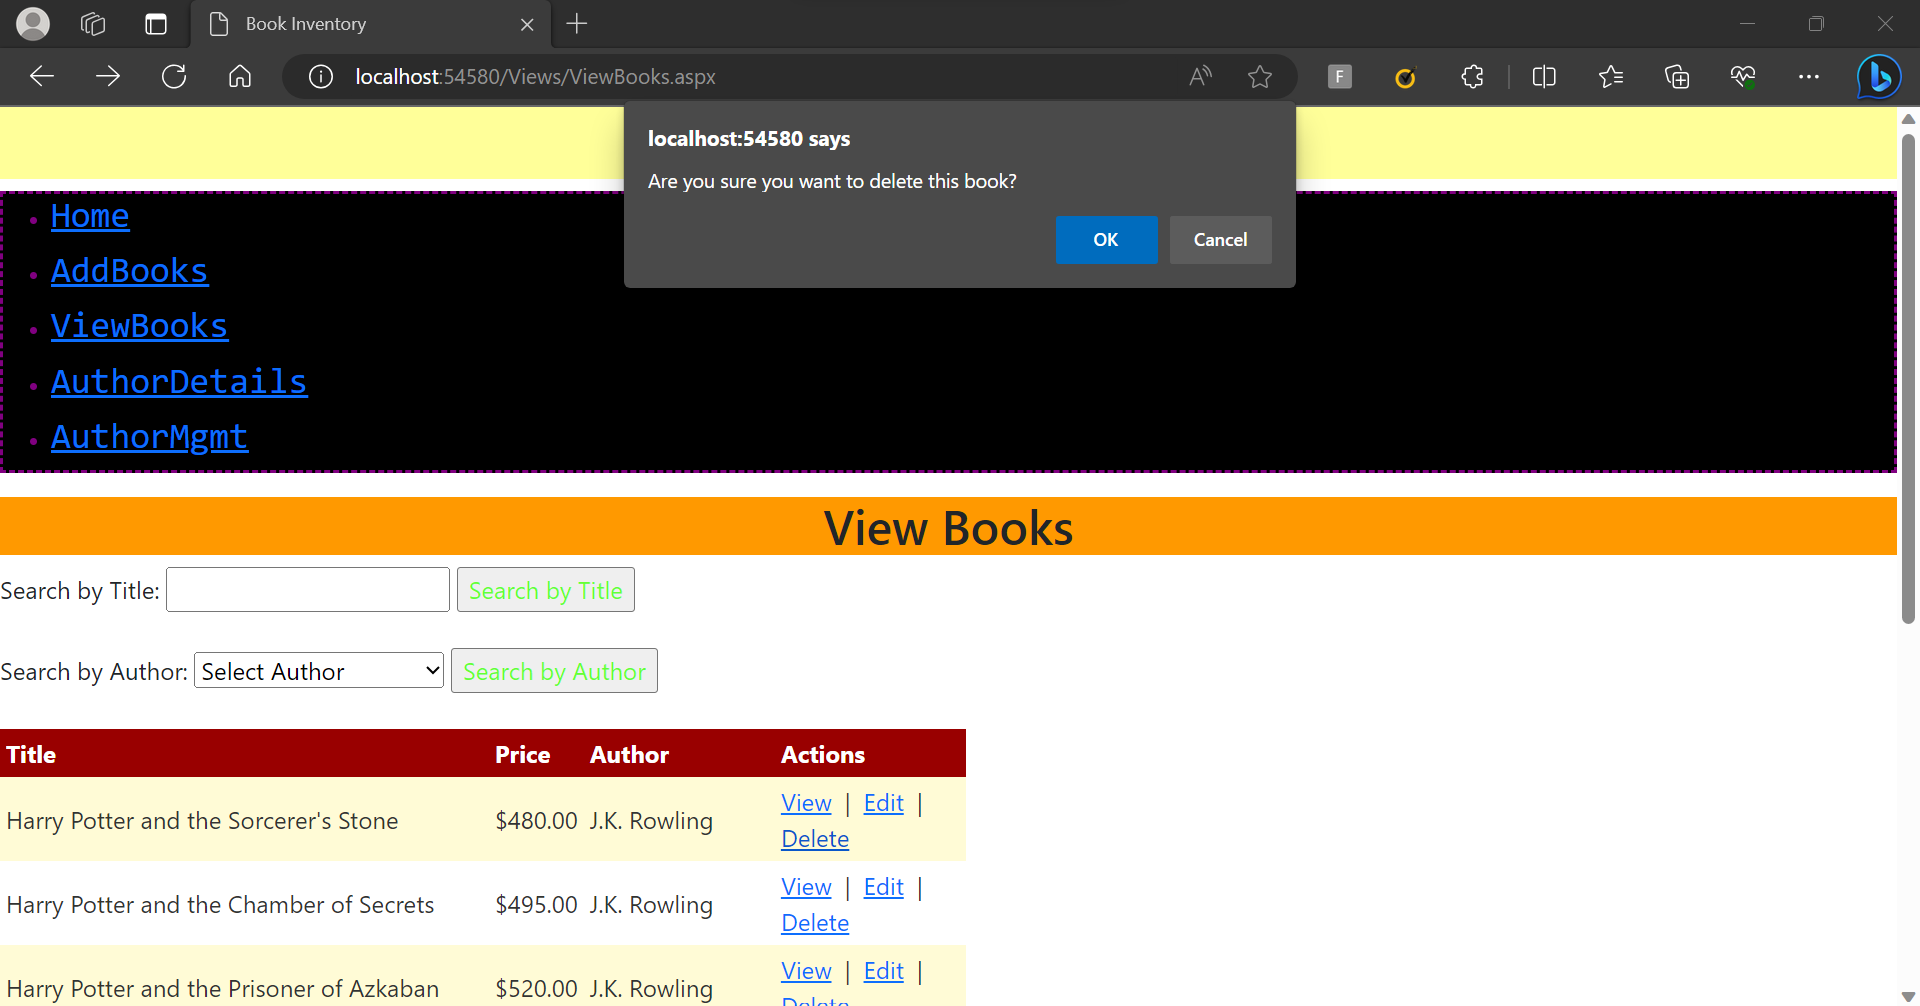 Book Inventory
localhost:54580/Views/ViewBooks.aspx
F
localhost:54580 says
Are you sure you want to delete this book?
OK Cancel
Home
AddBooks
ViewBooks
AuthorDetails
AuthorMgmt
View Books
Search by Title: Search by Title
Search by Author: Select Author Search by Author
Title Price Author Actions
Harry Potter and the Sorcerer's Stone $480.00 J.K. Rowling View | Edit |
Delete
Harry Potter and the Chamber of Secrets $495.00 J.K. Rowling View | Edit |
Delete
Harry Potter and the Prisoner of Azkaban $520.00 J.K. Rowling View | Edit |
Delete